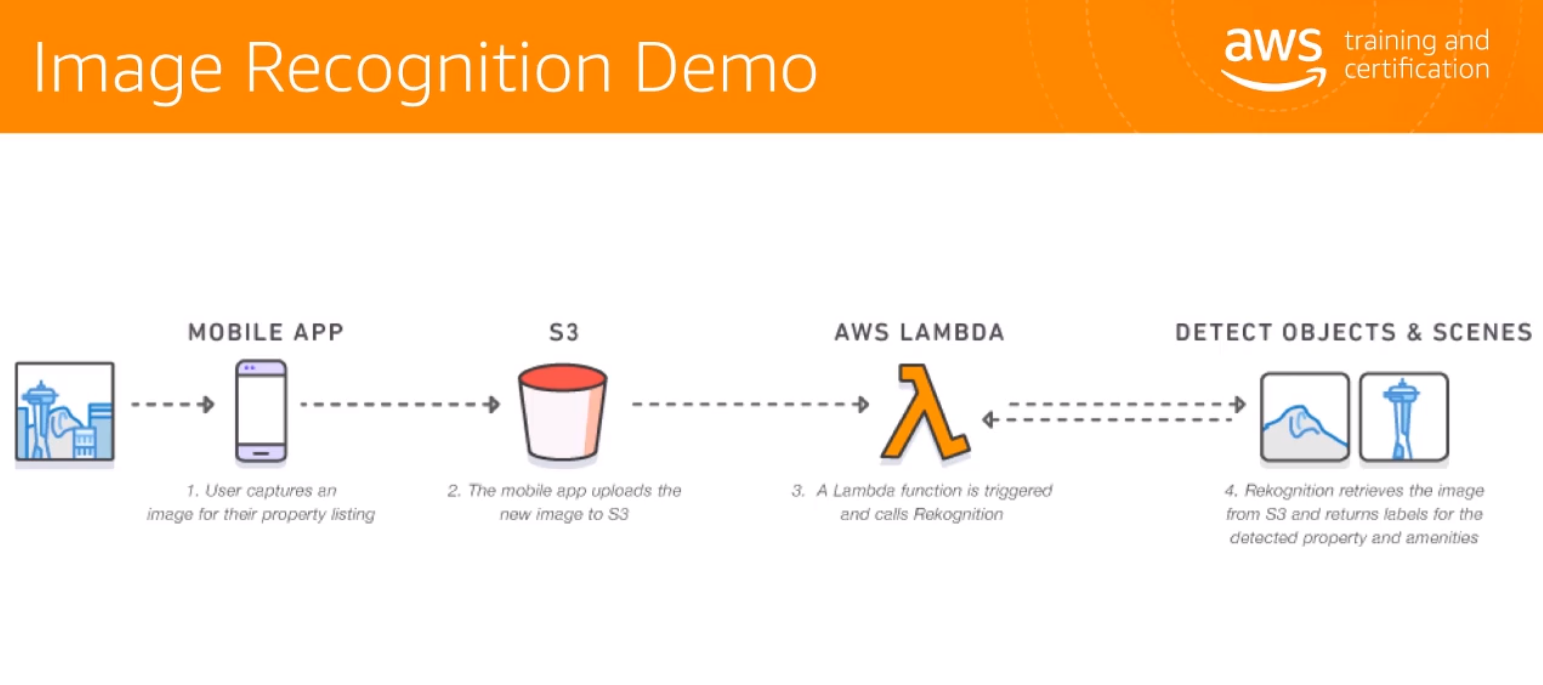 Image Recognition Demo
aws training and
certification
MOBILE APP
1. User captures an
image for their property listing
S3
2. The mobile app uploads the
new image to S3
AWS LAMBDA
3. A Lambda function is triggered
and calls Rekognition
DETECT OBJECTS & SCENES
4. Rekognition retrieves the image
from S3 and returns labels for the
detected property and amenities